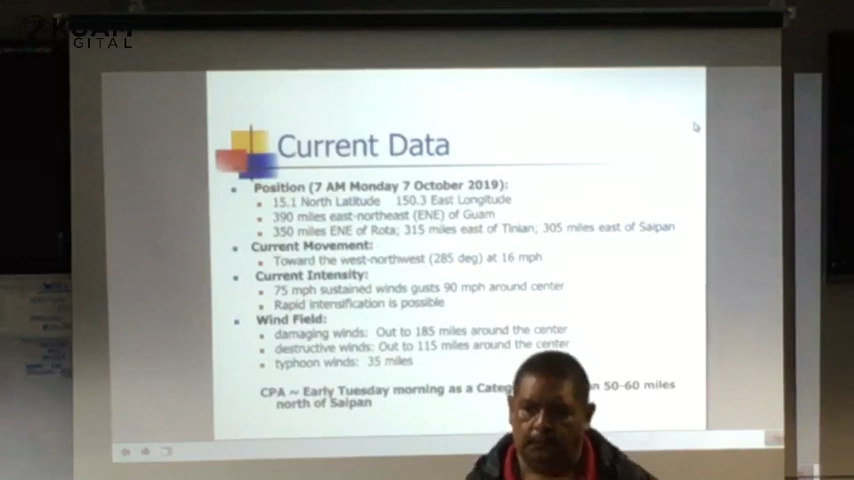 KUAM
DIGITAL
Current Data
Position (7 AM Monday 7 October 2019):
15.1 North Latitude 150.3 East Longitude
390 miles east-northeast (ENE) of Guam
350 miles ENE of Rota; 315 miles east of Tinian; 305 miles east of Saipan
Current Movement:
Toward the west-northwest (285 deg) at 16 mph
Current Intensity:
75 mph sustained winds gusts 90 mph around center
Rapid intensification is possible
Wind Field:
damaging winds: Out to 185 miles around the center
destructive winds: Out to 115 miles around the center
typhoon winds: 35 miles
CPA ~ Early Tuesday morning as a 50-60 miles
north of Saipan